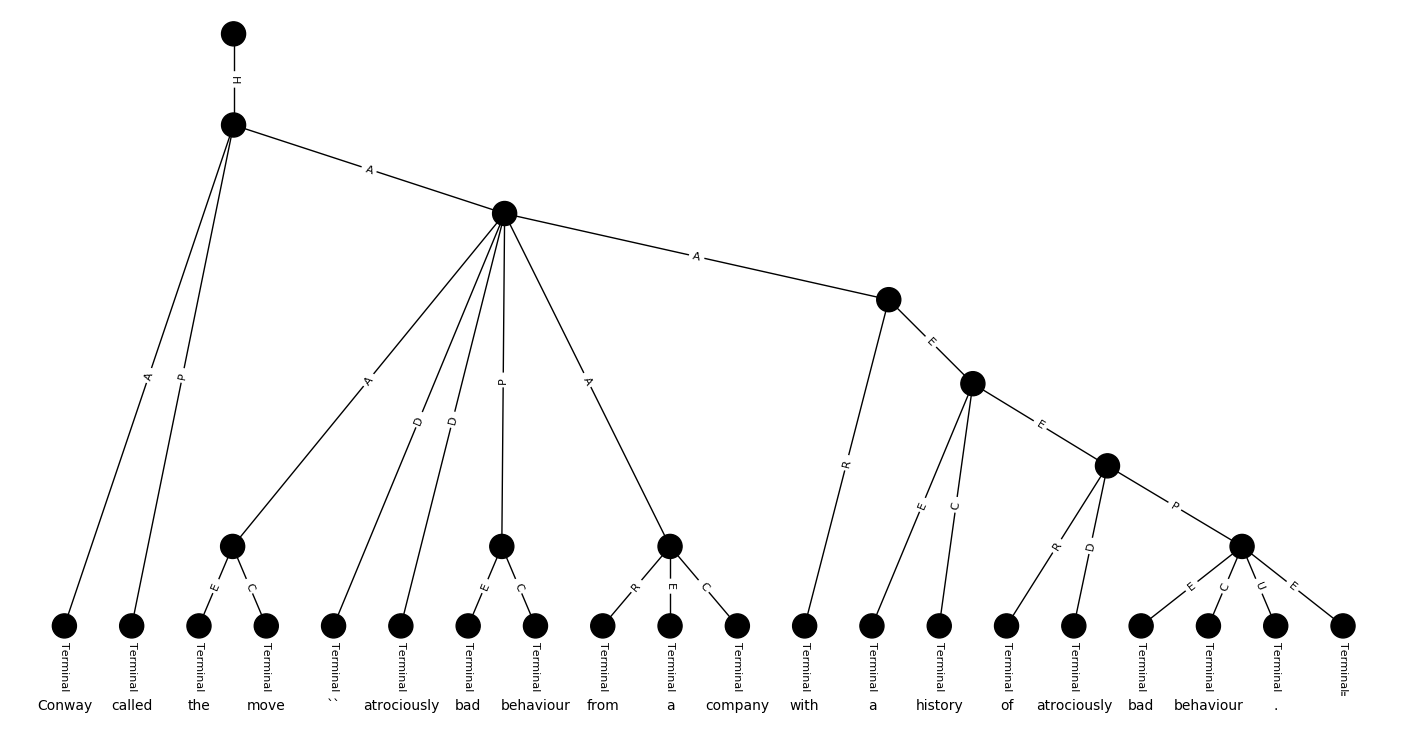 H
A
A
A P A D D P A E
E
R E C R D P
E C E C R E C E C U E
Terminal Terminal Terminal Terminal Terminal Terminal Terminal Terminal Terminal Terminal Terminal Terminal Terminal Terminal Terminal Terminal Terminal Terminal Terminal Terminals
Conway called the move `` atrociously bad behaviour from a company with a history of atrociously bad behaviour .